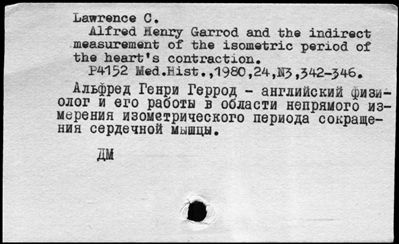 Lawrence C.
Alfred Henry Garrod and the indirect
measurement of the isometric period of
the heart's contraction.
P4152 Med.Hist.,1980,24,N3,342-346.
Альфред Генри Геррод - английский физи-
олог и его работы в области непрямого из-
мерения изометрического периода сокраще-
ния сердечной мышцы.
ДМ